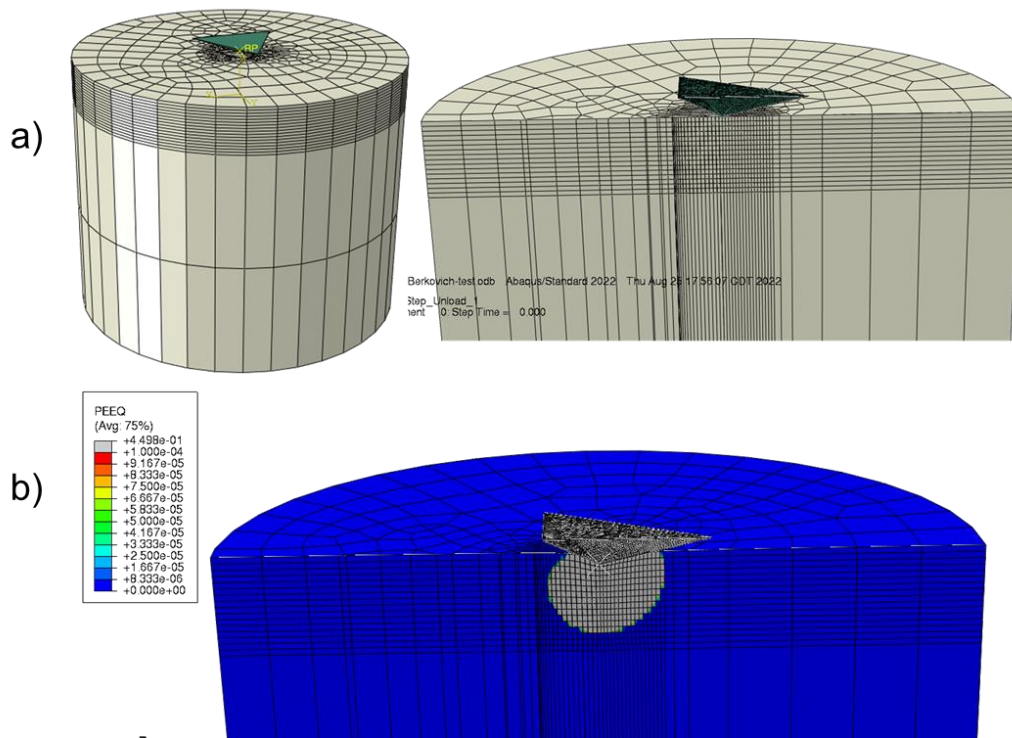 a)
RP
Y
Berkovich-test.odb Abaqus/Standard 2022 Thu Aug 25 17:56:07 CDT 2022
Step_Unload_1
ment 0: Step Time = 0.000
b)
PEEQ
(Avg: 75%)
+4.498e-01
+1.000e-04
+9.167e-05
+8.333e-05
+7.500e-05
+6.667e-05
+5.833e-05
+5.000e-05
+4.167e-05
+3.333e-05
+2.500e-05
+1.667e-05
+8.333e-06
+0.000e+00